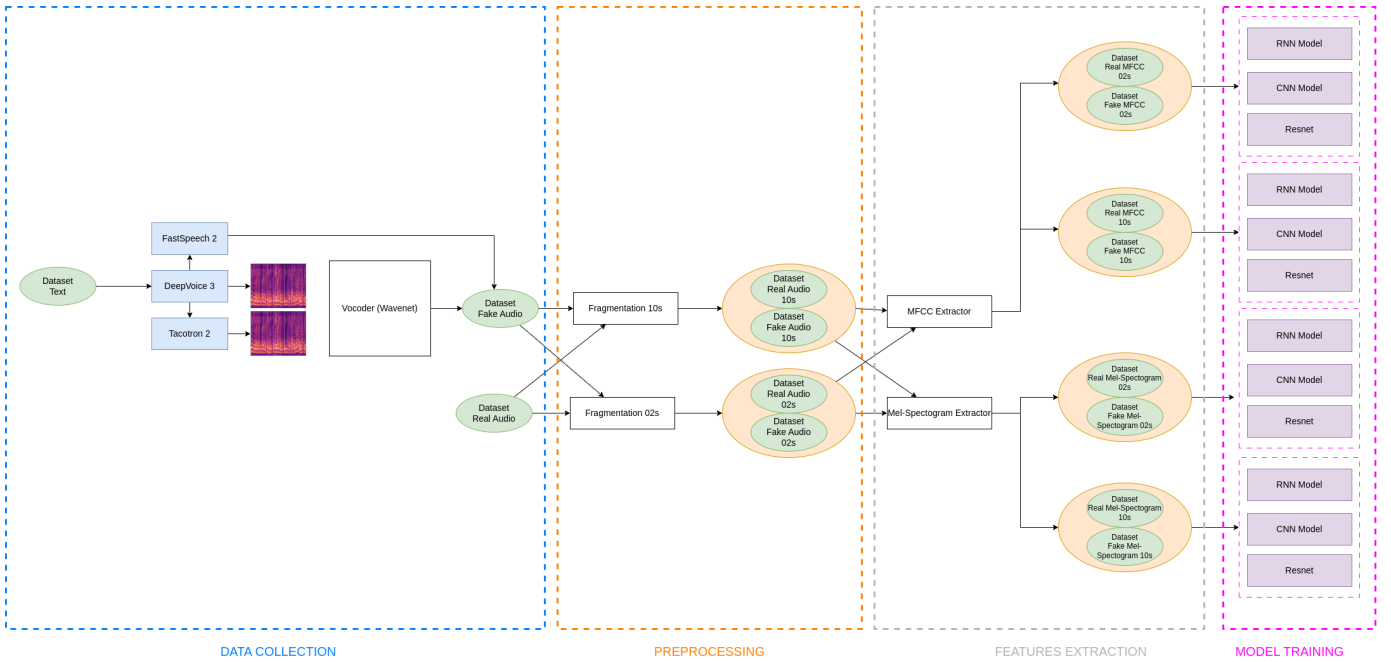 Dataset
Text
FastSpeech 2
DeepVoice 3
Tacotron 2
Vocoder (Wavenet)
Dataset
Fake Audio
Dataset
Real Audio
Fragmentation 10s
Fragmentation 02s
Dataset
Real Audio
10s
Dataset
Fake Audio
10s
Dataset
Real Audio
02s
Dataset
Fake Audio
02s
MFCC Extractor
Mel-Spectogram Extractor
Dataset
Real MFCC
02s
Dataset
Fake MFCC
02s
Dataset
Real MFCC
10s
Dataset
Fake MFCC
10s
Dataset
Real Mel-Spectogram
02s
Dataset
Fake Mel-
Spectogram 02s
Dataset
Real Mel-Spectogram
10s
Dataset
Fake Mel-
Spectogram 10s
RNN Model
CNN Model
Resnet
RNN Model
CNN Model
Resnet
RNN Model
CNN Model
Resnet
RNN Model
CNN Model
Resnet
DATA COLLECTION
PREPROCESSING
FEATURES EXTRACTION
MODEL TRAINING